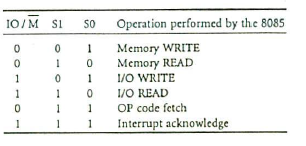 IO / M̅ S1 S0 Operation performed by the 8085
0 0 1 Memory WRITE
0 1 0 Memory READ
1 0 1 I/O WRITE
1 1 0 I/O READ
0 1 1 OP code fetch
1 1 1 Interrupt acknowledge